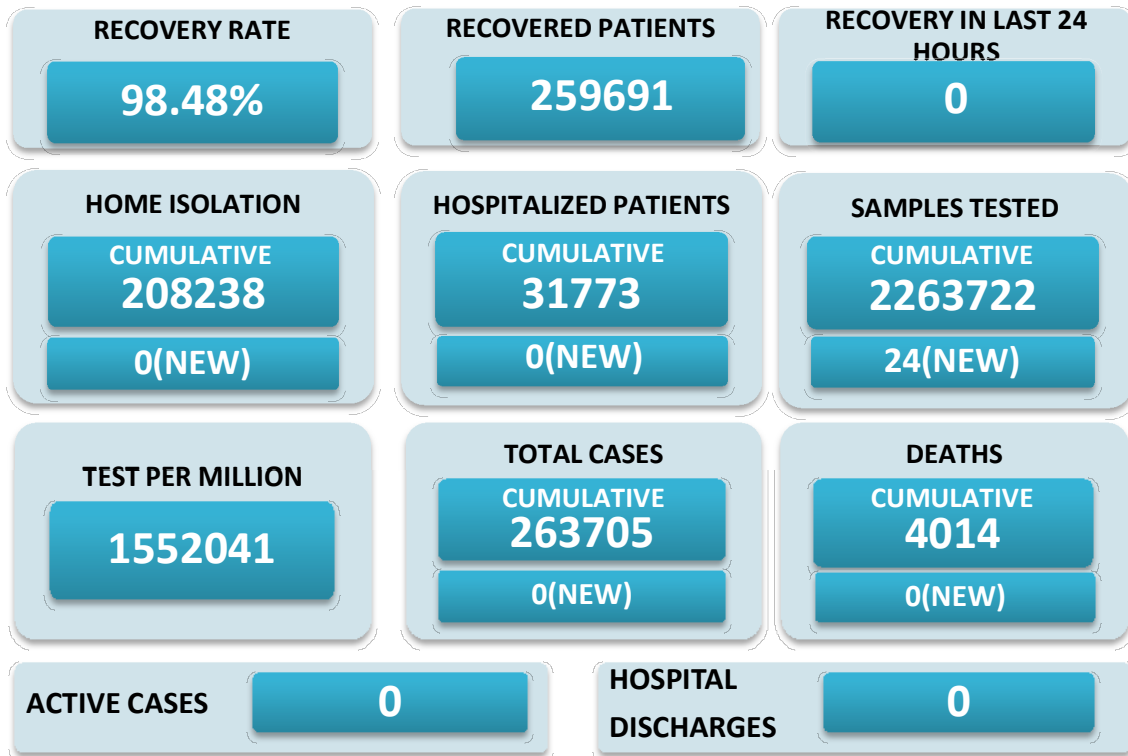 RECOVERY RATE
98.48%
RECOVERED PATIENTS
259691
RECOVERY IN LAST 24
HOURS
0
HOME ISOLATION
CUMULATIVE
208238
0(NEW)
HOSPITALIZED PATIENTS
CUMULATIVE
31773
0(NEW)
SAMPLES TESTED
CUMULATIVE
2263722
24(NEW)
TEST PER MILLION
1552041
TOTAL CASES
CUMULATIVE
263705
0(NEW)
DEATHS
CUMULATIVE
4014
0(NEW)
ACTIVE CASES
0
HOSPITAL
DISCHARGES
0